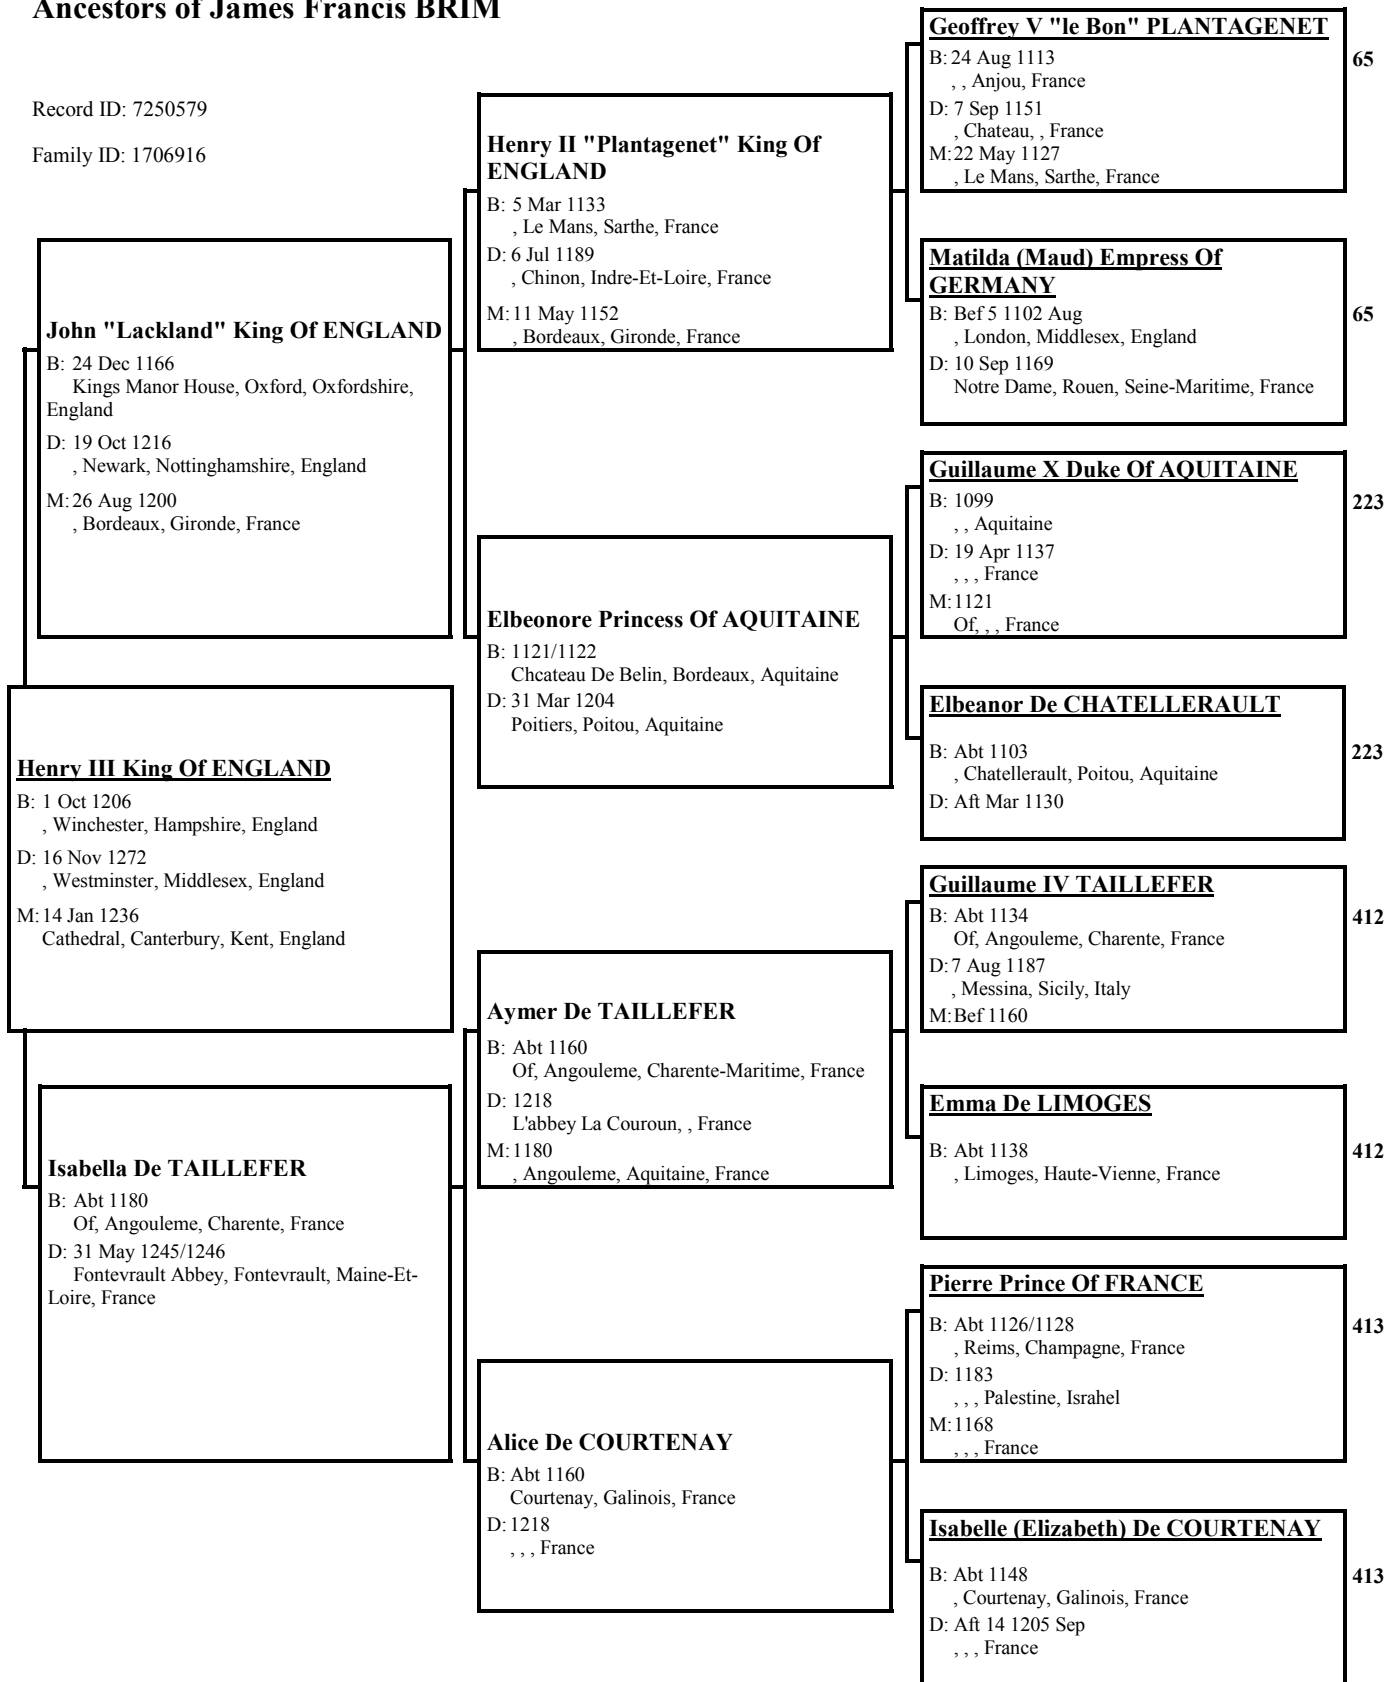 Ancestors of James Francis BRIM
Record ID: 7250579
Family ID: 1706916
Henry III King Of ENGLAND
B: 1 Oct 1206
, Winchester, Hampshire, England
D: 16 Nov 1272
, Westminster, Middlesex, England
M: 14 Jan 1236
Cathedral, Canterbury, Kent, England
John "Lackland" King Of ENGLAND
B: 24 Dec 1166
Kings Manor House, Oxford, Oxfordshire,
England
D: 19 Oct 1216
, Newark, Nottinghamshire, England
M: 26 Aug 1200
, Bordeaux, Gironde, France
Isabella De TAILLEFER
B: Abt 1180
Of, Angouleme, Charente, France
D: 31 May 1245/1246
Fontevrault Abbey, Fontevrault, Maine-Et-
Loire, France
Henry II "Plantagenet" King Of
ENGLAND
B: 5 Mar 1133
, Le Mans, Sarthe, France
D: 6 Jul 1189
, Chinon, Indre-Et-Loire, France
M: 11 May 1152
, Bordeaux, Gironde, France
Elbeonore Princess Of AQUITAINE
B: 1121/1122
Chcateau De Belin, Bordeaux, Aquitaine
D: 31 Mar 1204
Poitiers, Poitou, Aquitaine
Aymer De TAILLEFER
B: Abt 1160
Of, Angouleme, Charente-Maritime, France
D: 1218
L'abbey La Couroun, , France
M: 1180
, Angouleme, Aquitaine, France
Alice De COURTENAY
B: Abt 1160
Courtenay, Galinois, France
D: 1218
, , , France
Geoffrey V "le Bon" PLANTAGENET
B: 24 Aug 1113
, , Anjou, France
D: 7 Sep 1151
, Chateau, , France
M: 22 May 1127
, Le Mans, Sarthe, France
65
Matilda (Maud) Empress Of
GERMANY
B: Bef 5 1102 Aug
, London, Middlesex, England
D: 10 Sep 1169
Notre Dame, Rouen, Seine-Maritime, France
65
Guillaume X Duke Of AQUITAINE
B: 1099
, , Aquitaine
D: 19 Apr 1137
, , , France
M: 1121
Of, , , France
223
Elbeanor De CHATELLERAULT
B: Abt 1103
, Chatellerault, Poitou, Aquitaine
D: Aft Mar 1130
223
Guillaume IV TAILLEFER
B: Abt 1134
Of, Angouleme, Charente, France
D: 7 Aug 1187
, Messina, Sicily, Italy
M: Bef 1160
412
Emma De LIMOGES
B: Abt 1138
, Limoges, Haute-Vienne, France
412
Pierre Prince Of FRANCE
B: Abt 1126/1128
, Reims, Champagne, France
D: 1183
, , , Palestine, Israhel
M: 1168
, , , France
413
Isabelle (Elizabeth) De COURTENAY
B: Abt 1148
, Courtenay, Galinois, France
D: Aft 14 1205 Sep
, , , France
413